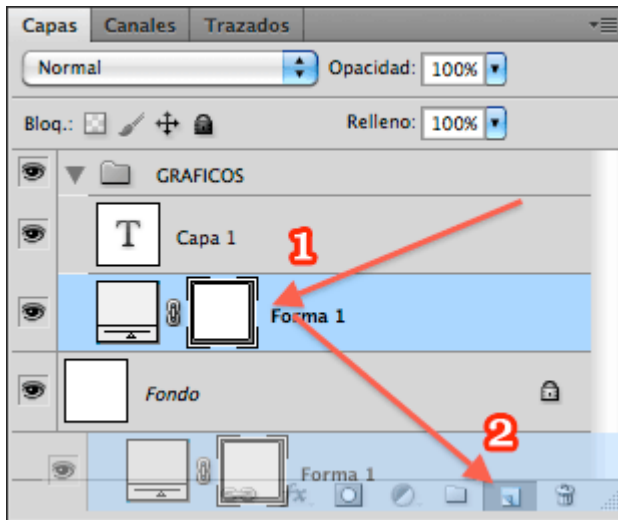 Capas Canales Trazados
Normal Opacidad: 100%
Bloq.: Relleno: 100%
GRAFICOS
T Capa 1
1
Forma 1
Fondo
2
Forma 1
fx.